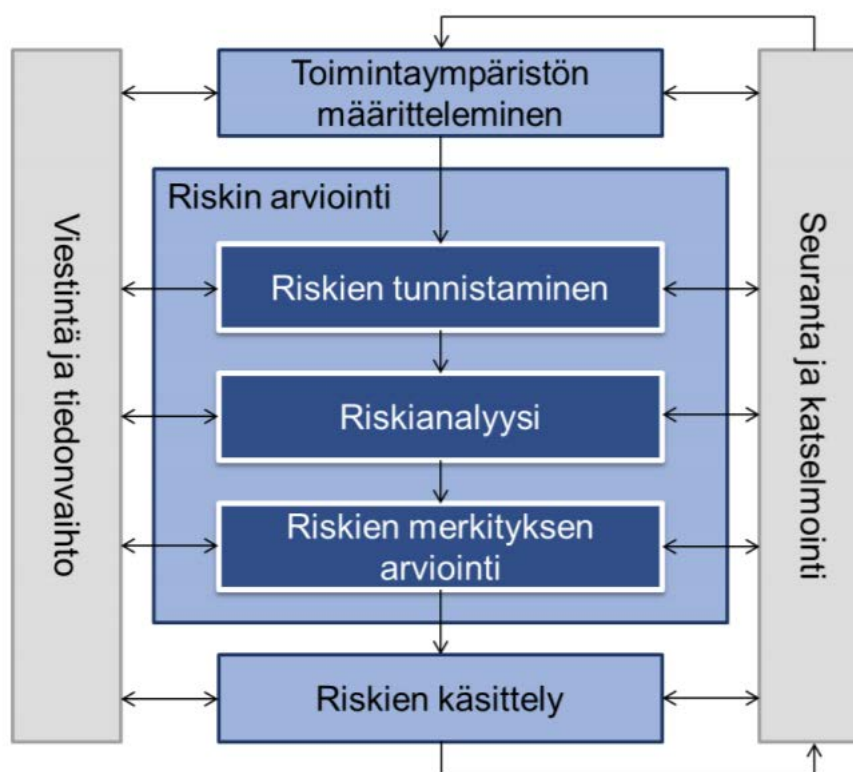 Toimintaympäristön
määritteleminen
Viestintä ja tiedonvaihto
Riskin arviointi
Riskien tunnistaminen
Riskianalyysi
Riskien merkityksen
arviointi
Riskien käsittely
Seuranta ja katselmointi